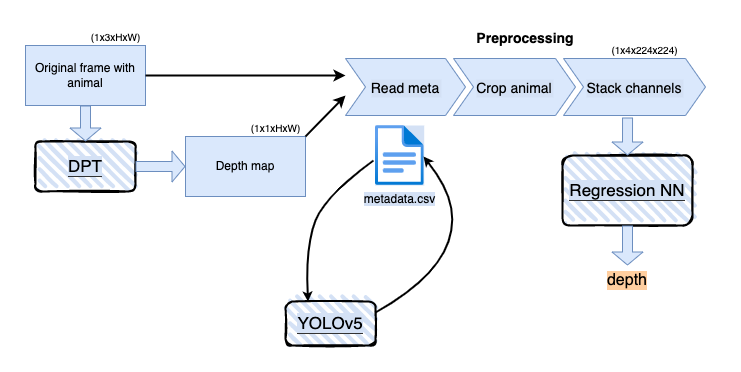 Preprocessing
(1x3xHxW)
(1x4x224x224)
Original frame with
animal
Read meta
Crop animal
Stack channels
(1x1xHxW)
DPT
Depth map
metadata.csv
Regression NN
depth
YOLOv5